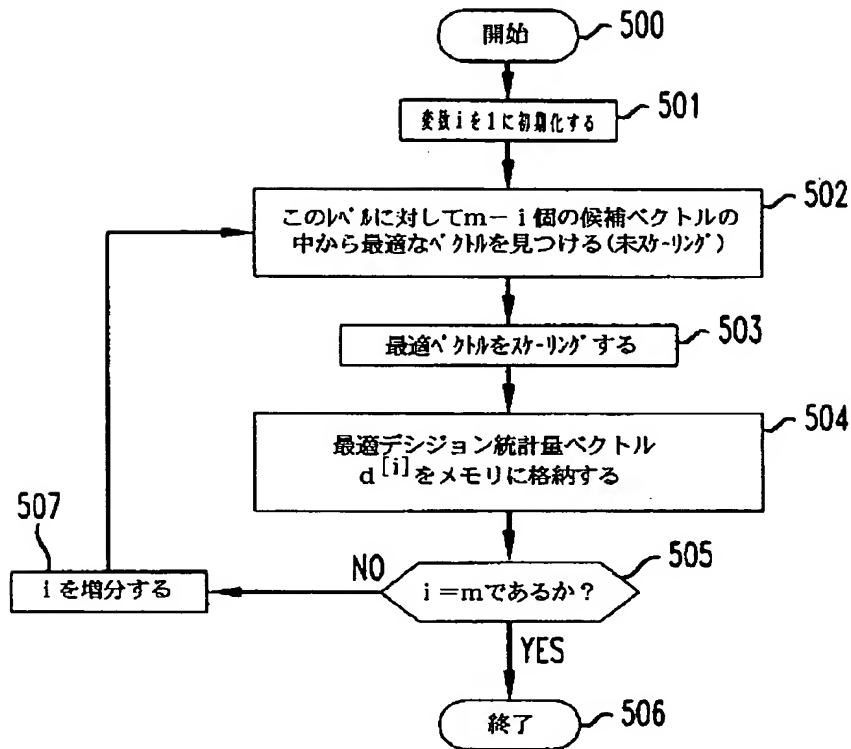 開始
500
501
変数iを1に初期化する
502
このﾚﾍﾞﾙに対してm－i個の候補ベクトルの
中から最適なﾍﾞｸﾄﾙを見つける(未ｽｹｰﾘﾝｸﾞ)
503
最適ﾍﾞｸﾄﾙをｽｹｰﾘﾝｸﾞする
504
最適デシジョン統計量ベクトル
d[i]をメモリに格納する
507
iを増分する
NO
505
i＝mであるか？
YES
終了
506